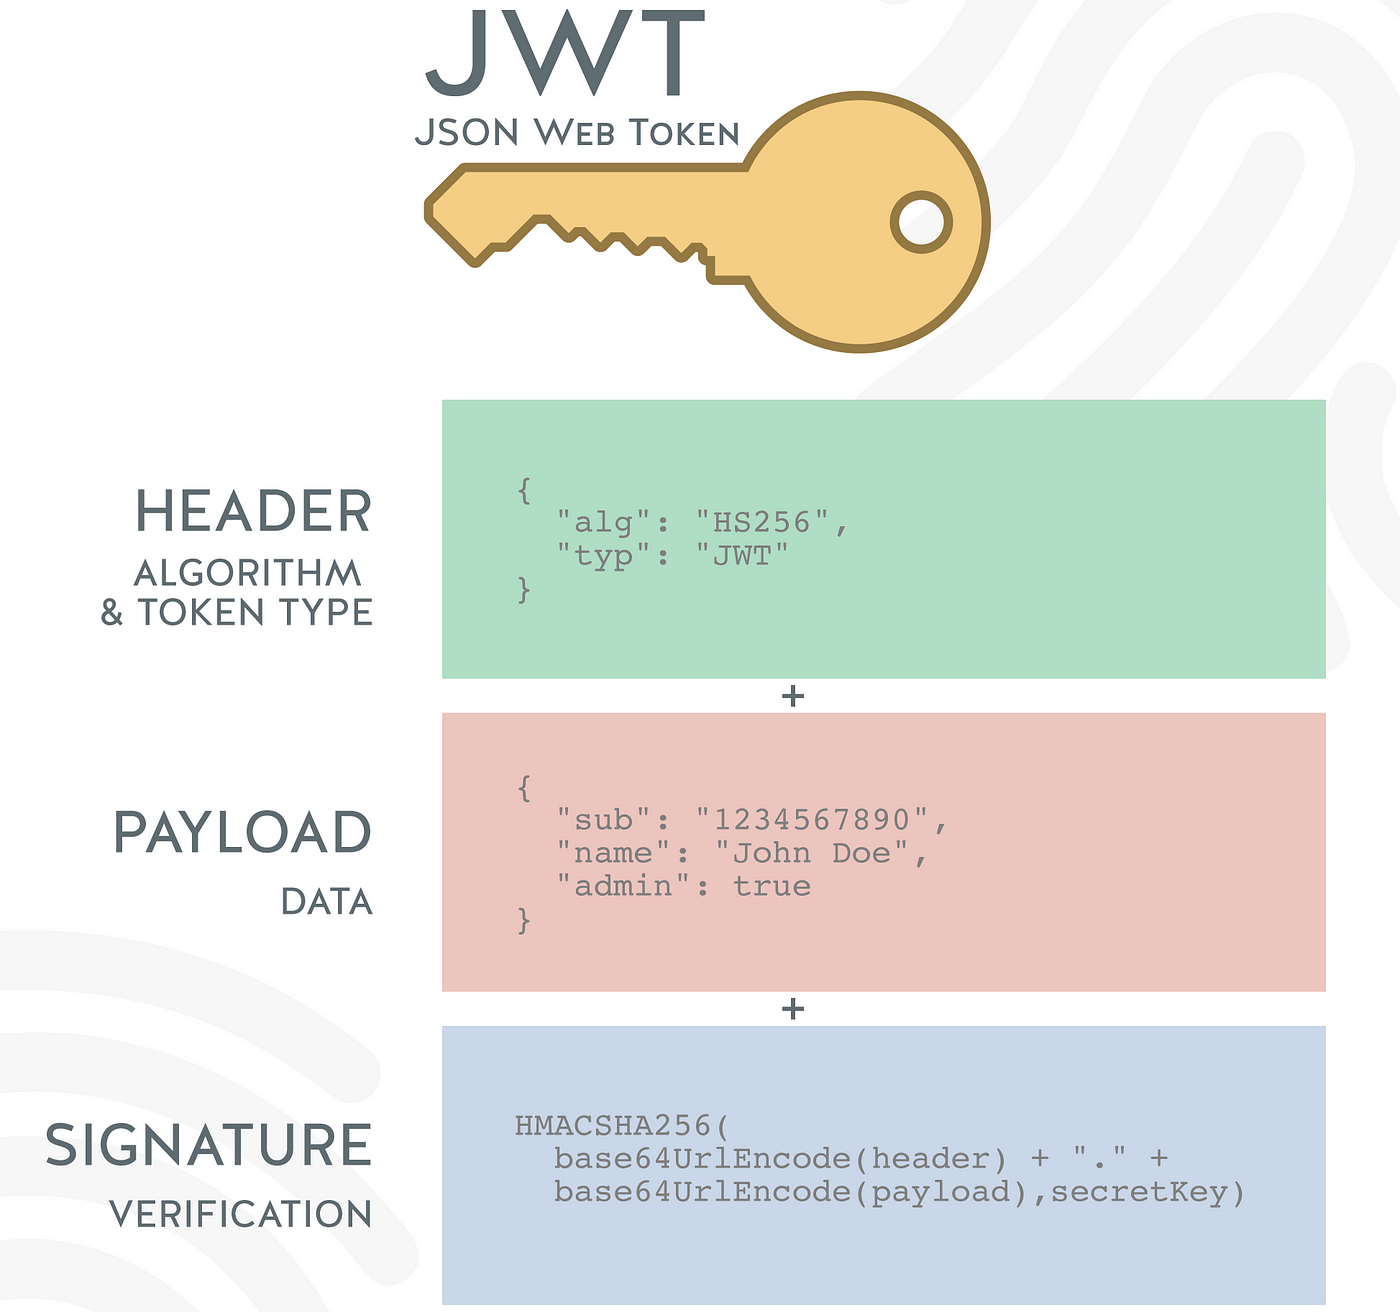 JWT
JSON Web Token
HEADER
ALGORITHM
& TOKEN TYPE
{
  "alg": "HS256",
  "typ": "JWT"
}
+
PAYLOAD
DATA
{
  "sub": "1234567890",
  "name": "John Doe",
  "admin": true
}
+
SIGNATURE
VERIFICATION
HMACSHA256(
  base64UrlEncode(header) + "." +
  base64UrlEncode(payload),secretKey)